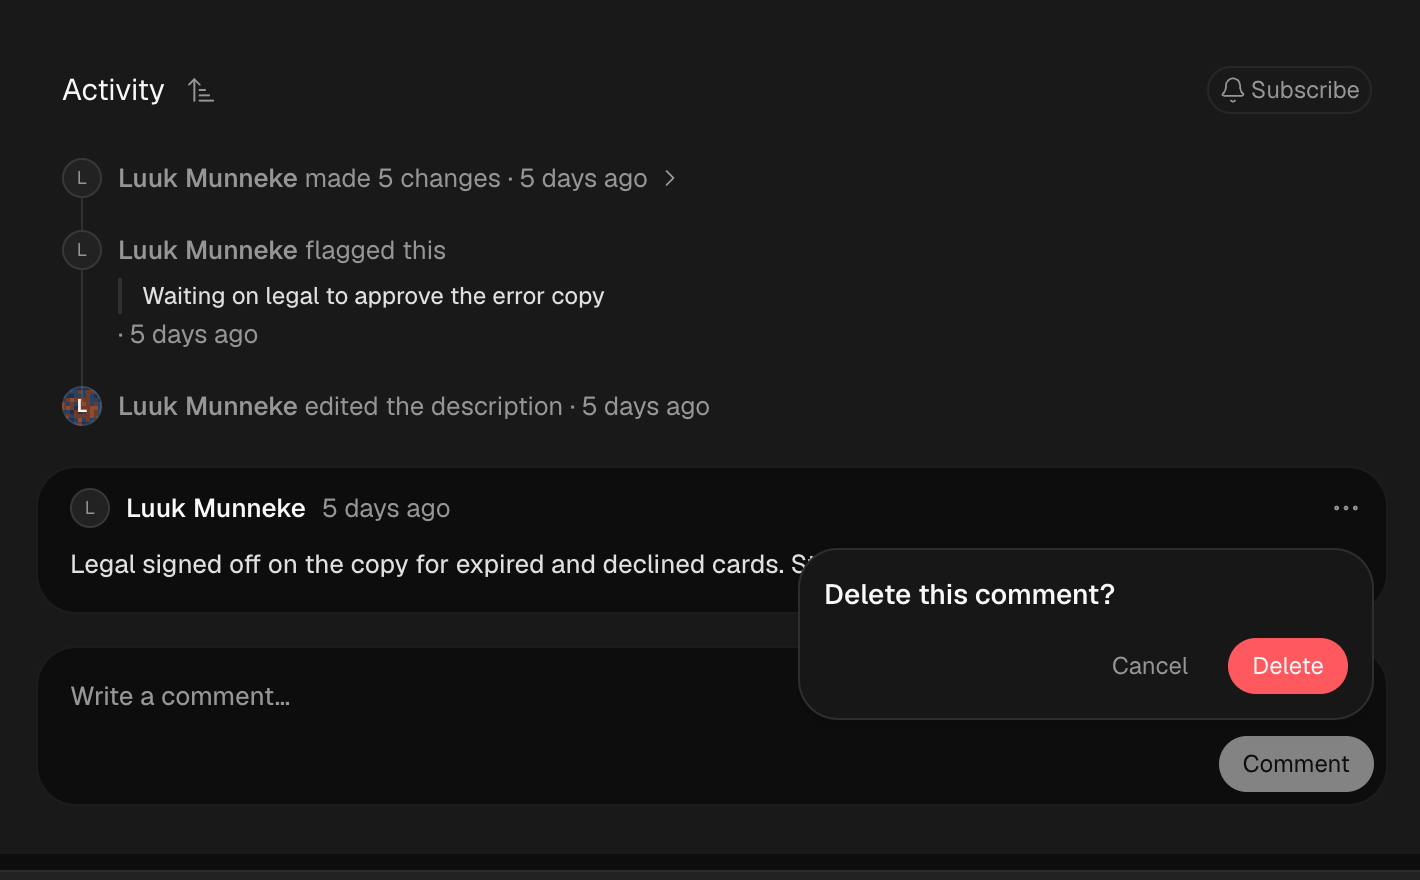 Activity
Subscribe
L
Luuk Munneke made 5 changes · 5 days ago
L
Luuk Munneke flagged this
Waiting on legal to approve the error copy
· 5 days ago
L
Luuk Munneke edited the description · 5 days ago
L
Luuk Munneke 5 days ago
Legal signed off on the copy for expired and declined cards.
Delete this comment?
Cancel
Delete
Write a comment...
Comment